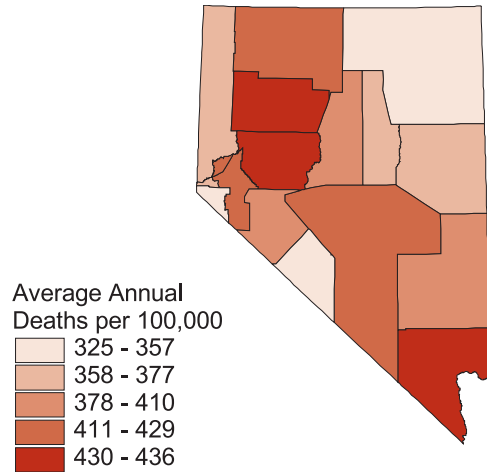 Average Annual
Deaths per 100,000
325 - 357
358 - 377
378 - 410
411 - 429
430 - 436